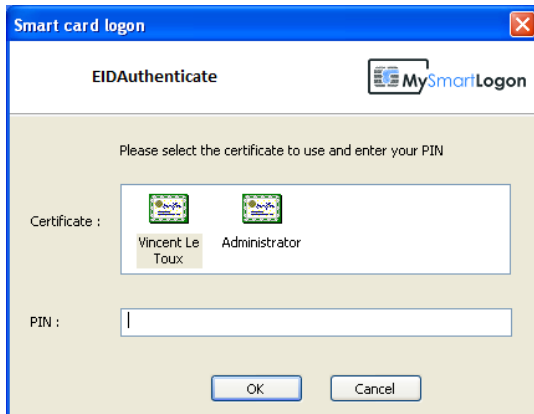 Smart card logon
EIDAuthenticate
MySmartLogon
Please select the certificate to use and enter your PIN
Certificate :
Vincent Le
Toux
Administrator
PIN :
OK
Cancel